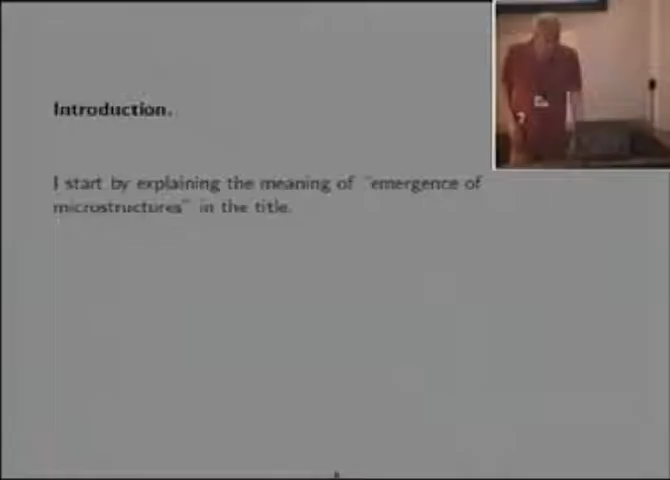 Introduction.
I start by explaining the meaning of "emergence of
microstructures" in the title.